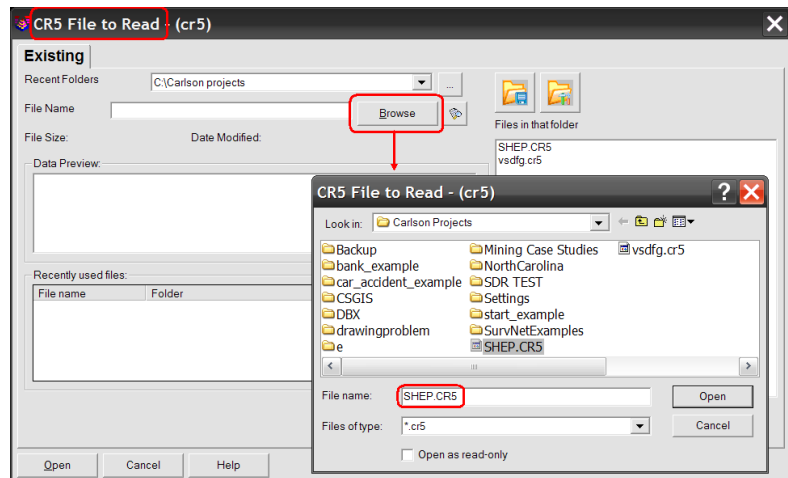 CR5 File to Read - (cr5)
Existing
Recent Folders C:\Carlson projects ...
File Name Browse
Files in that folder
File Size: Date Modified:
SHEP.CR5
vsdfg.cr5
Data Preview:
CR5 File to Read - (cr5) ?
Look in: Carlson Projects
Backup Mining Case Studies vsdfg.cr5
bank_example NorthCarolina
car_accident_example SDR TEST
CSGIS Settings
DBX start_example
drawingproblem SurvNetExamples
e SHEP.CR5
Recently used files:
File name Folder
File name: SHEP.CR5 Open
Files of type: *.cr5 Cancel
Open as read-only
Open Cancel Help